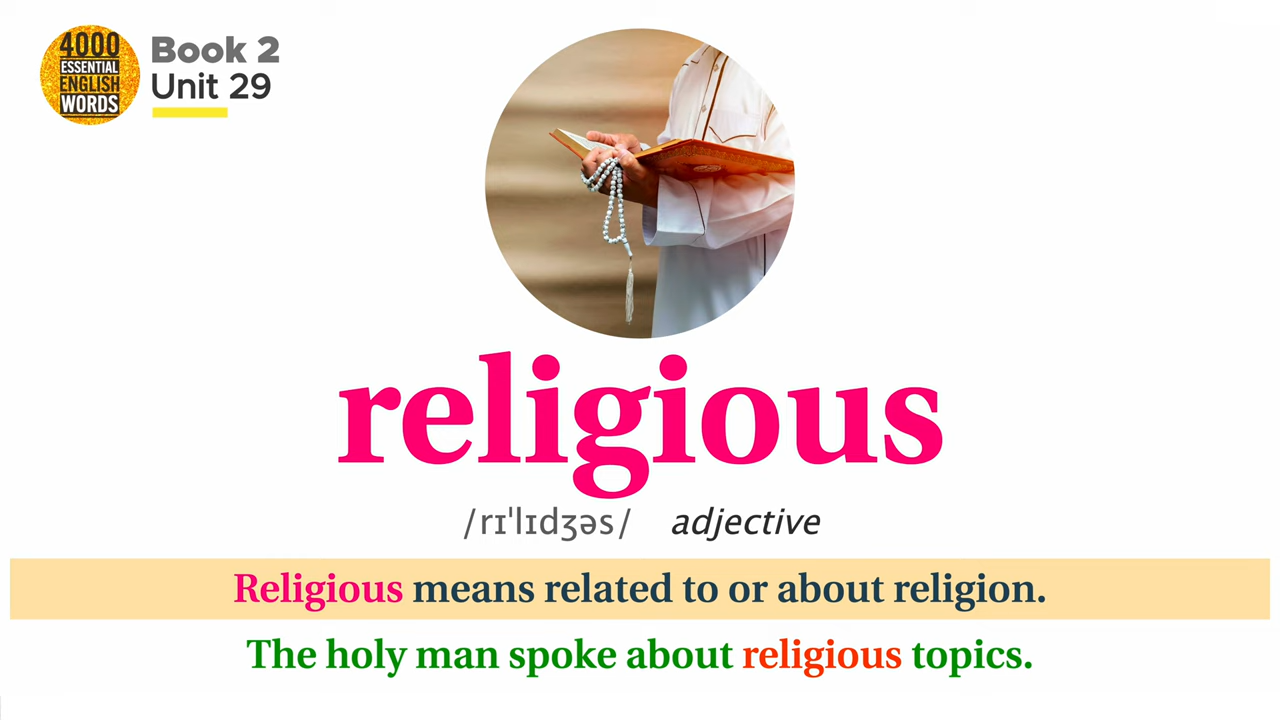 4000
ESSENTIAL
ENGLISH
WORDS
Book 2
Unit 29
religious
/rɪˈlɪdʒəs/ adjective
Religious means related to or about religion.
The holy man spoke about religious topics.